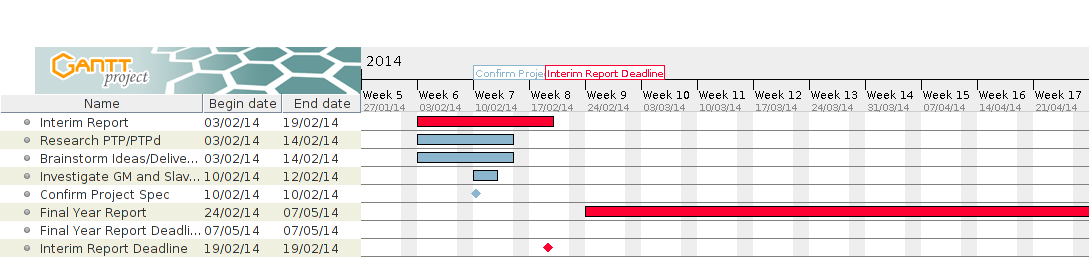 GANTT
project
2014
Confirm Proje
Interim Report Deadline
Name Begin date End date
Week 5 Week 6 Week 7 Week 8 Week 9 Week 10 Week 11 Week 12 Week 13 Week 14 Week 15 Week 16 Week 17
27/01/14 03/02/14 10/02/14 17/02/14 24/02/14 03/03/14 10/03/14 17/03/14 24/03/14 31/03/14 07/04/14 14/04/14 21/04/14
Interim Report 03/02/14 19/02/14
Research PTP/PTPd 03/02/14 14/02/14
Brainstorm Ideas/Delive... 03/02/14 14/02/14
Investigate GM and Slav... 10/02/14 12/02/14
Confirm Project Spec 10/02/14 10/02/14
Final Year Report 24/02/14 07/05/14
Final Year Report Deadli... 07/05/14 07/05/14
Interim Report Deadline 19/02/14 19/02/14